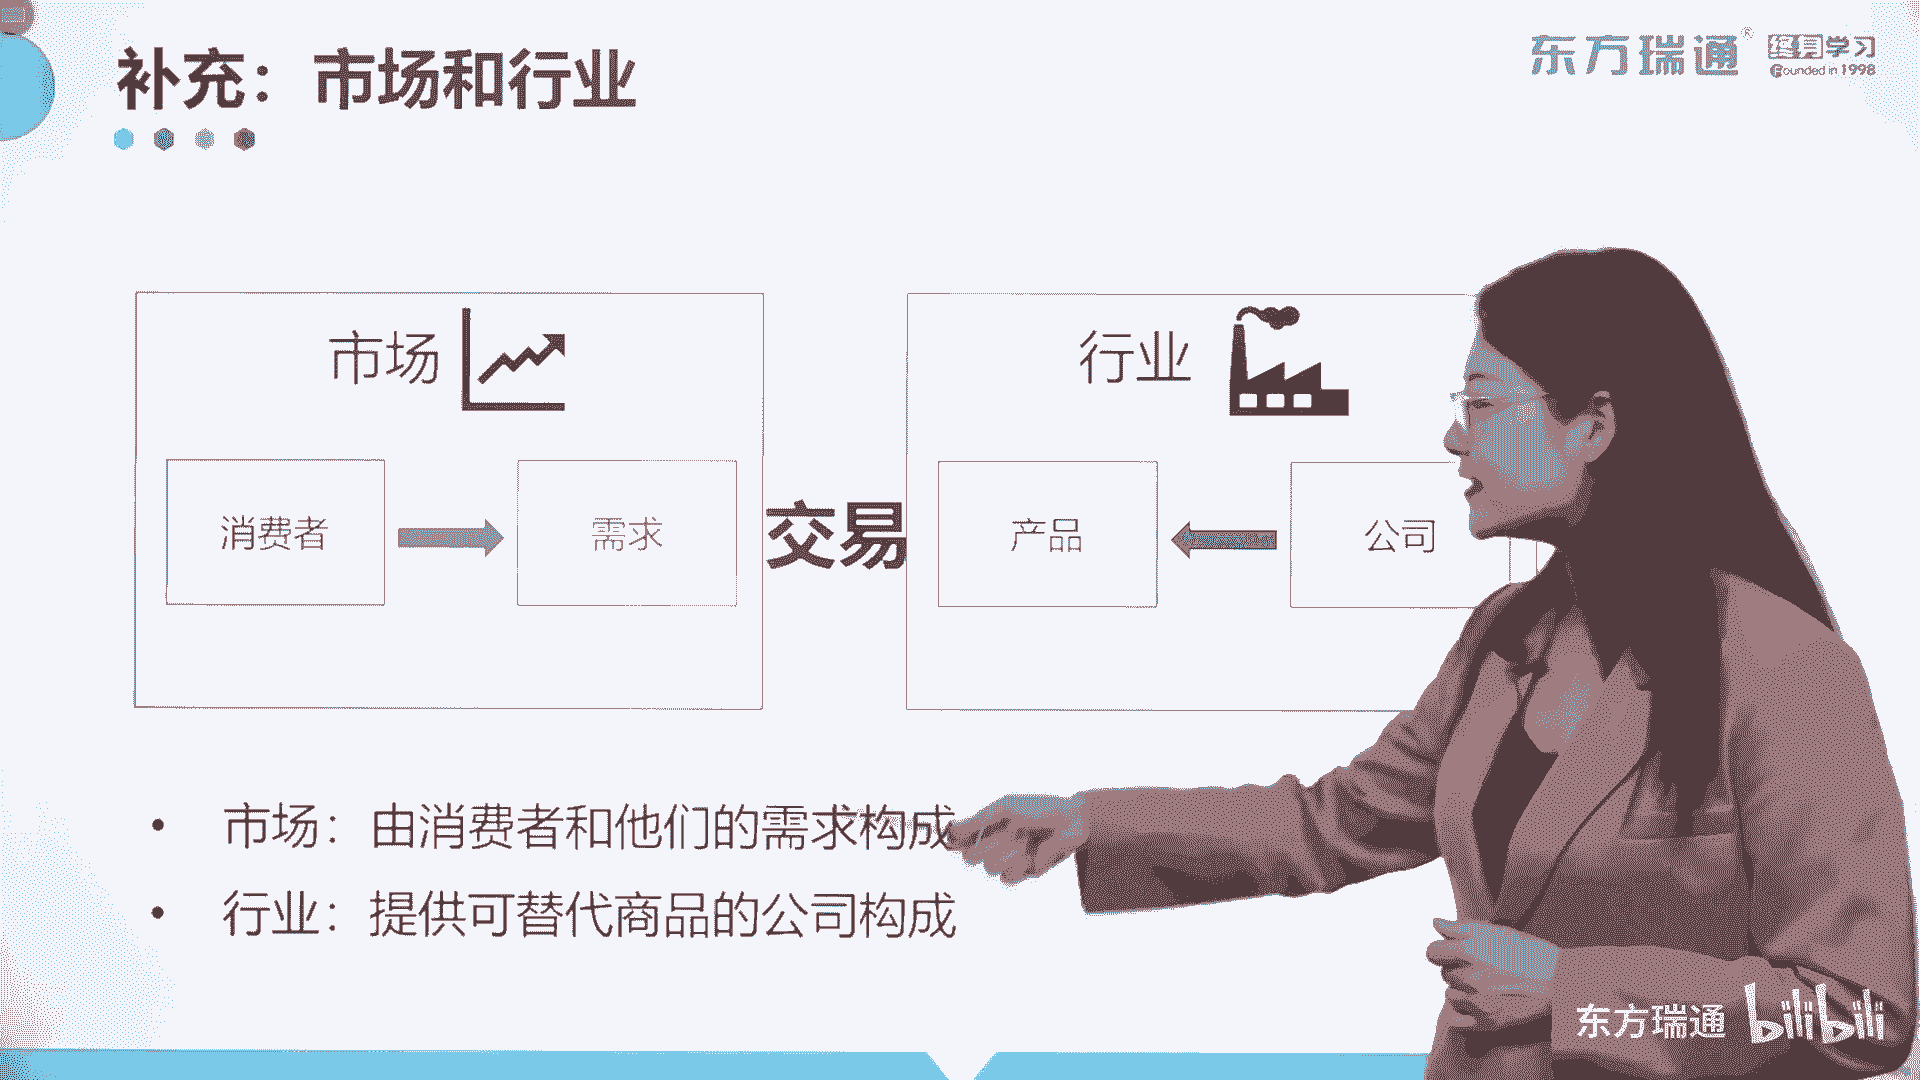 补充：市场和行业
东方瑞通®
终身学习
Founded in 1998
市场
行业
消费者
需求
交易
产品
公司
• 市场：由消费者和他们的需求构成
• 行业：提供可替代商品的公司构成
东方瑞通 bilibili